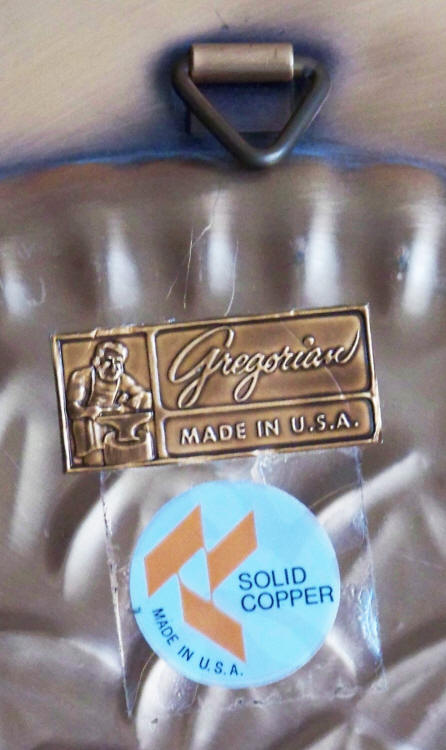 Gregorian
MADE IN U.S.A.
SOLID
COPPER
MADE IN U.S.A.